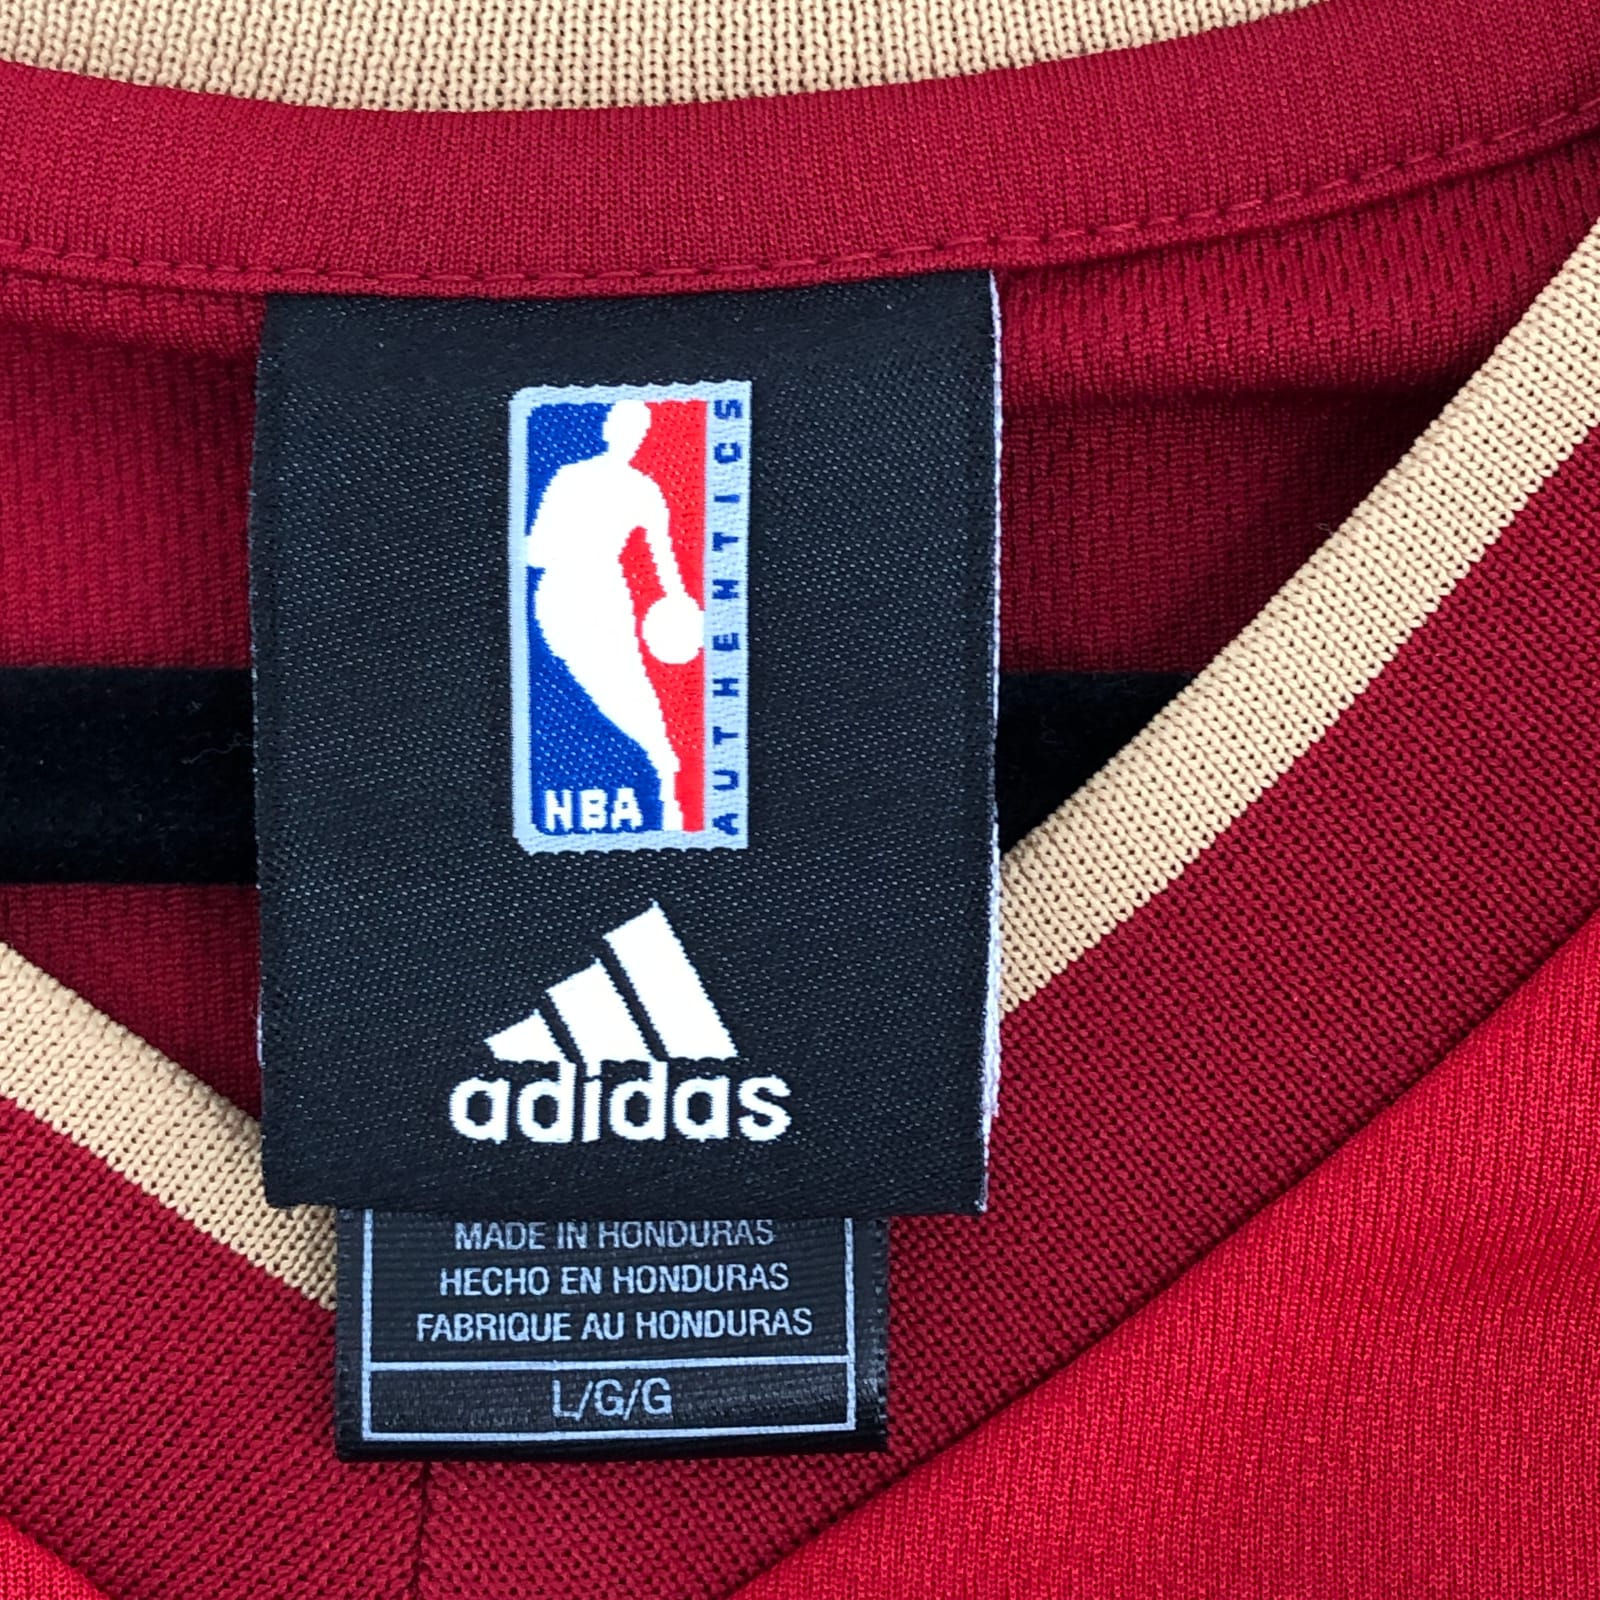 NBA
AUTHENTICS
adidas
MADE IN HONDURAS
HECHO EN HONDURAS
FABRIQUE AU HONDURAS
L/G/G